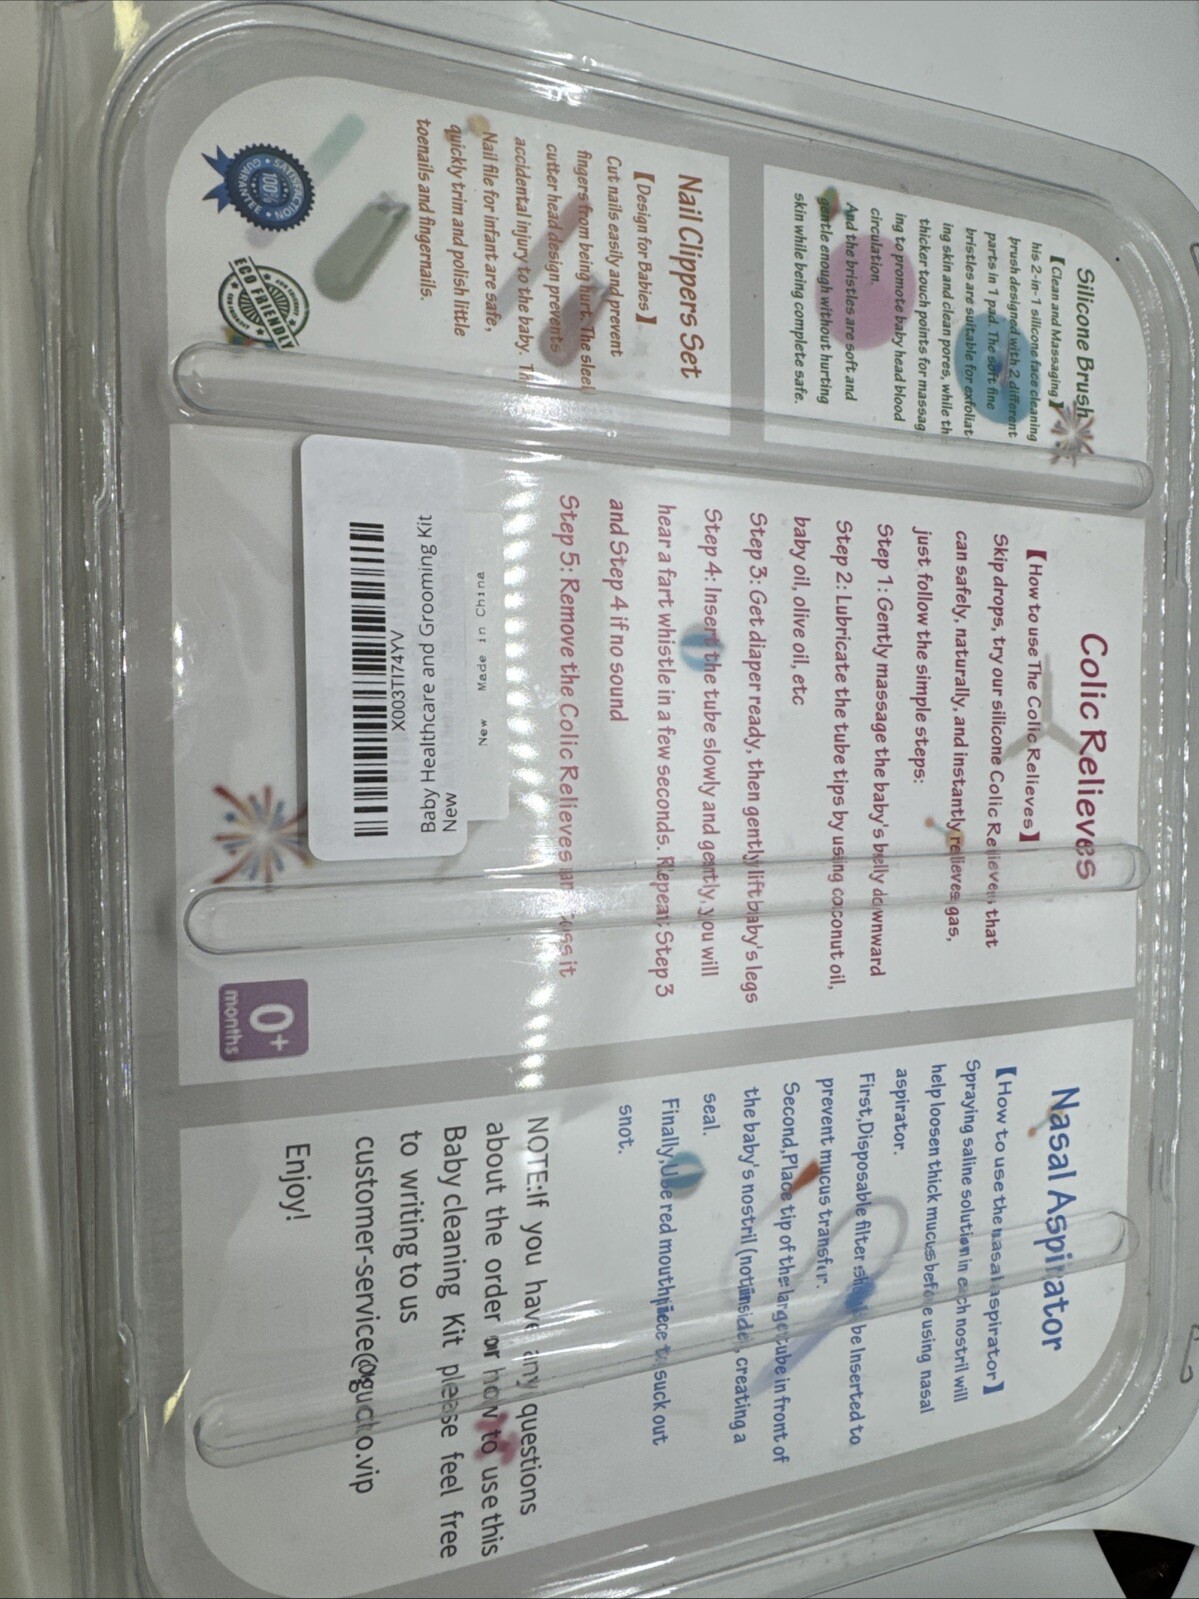 Silicone Brush
【Clean and Massaging】
his 2-in-1 silicone face cleaning
brush designed with 2 different
parts in 1 pad. The soft fine
bristles are suitable for exfoliat
ing skin and clean pores, while th
thicker touch points for massag
ing to promote baby head blood
circulation.
And the bristles are soft and
gentle enough without hurting
skin while being complete safe.
Nail Clippers Set
【Design for Babies】
Cut nails easily and prevent
fingers from being hurt. The sleek
cutter head design prevents
accidental injury to the baby. Th
Nail file for infant are safe,
quickly trim and polish little
toenails and fingernails.
SATISFACTION
100%
GUARANTEE
ECO FRIENDLY
Colic Relieves
【How to use The Colic Relieves】
Skip drops, try our silicone Colic Relieves that
can safely, naturally, and instantly relieves gas,
just follow the simple steps:
Step 1: Gently massage the baby's belly downward
Step 2: Lubricate the tube tips by using coconut oil,
baby oil, olive oil, etc
Step 3: Get diaper ready, then gently lift baby's legs
Step 4: Insert the tube slowly and gently, you will
hear a fart whistle in a few seconds. Repeat Step 3
and Step 4 if no sound
Step 5: Remove the Colic Relieves an toss it
New Made in China
X003TI74YV
Baby Healthcare and Grooming Kit
New
0+
months
Nasal Aspirator
【How to use the nasal aspirator】
Spraying saline solution in each nostril will
help loosen thick mucus before using nasal
aspirator.
First,Disposable filter be Inserted to
prevent mucus transfer.
Second,Place tip of the large tube in front of
the baby's nostril (not inside), creating a
seal.
Finally,Use red mouthpiece to suck out
snot.
NOTE:If you have any questions
about the order or how to use this
Baby cleaning Kit please feel free
to writing to us
Enjoy!